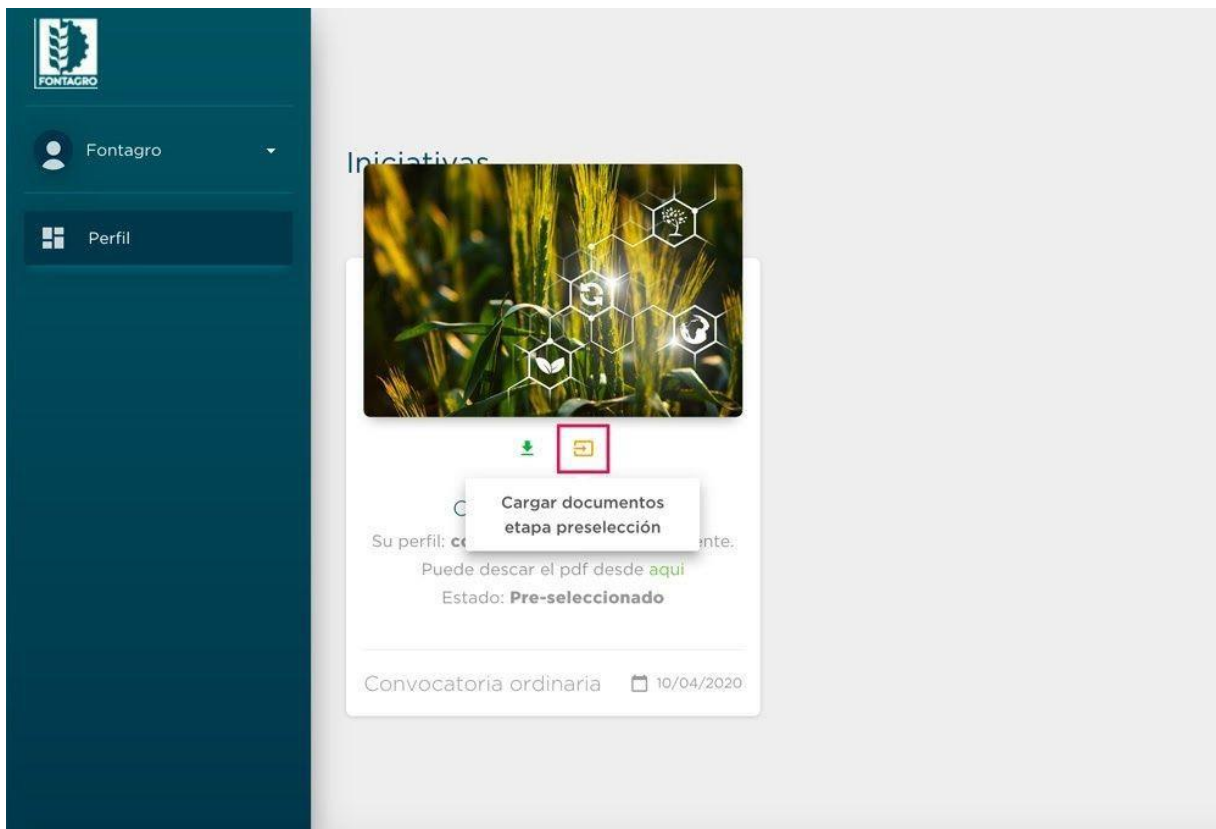 FONTAGRO
Fontagro
Perfil
Iniciativas
Cargar documentos
etapa preselección
Su perfil:
Puede descar el pdf desde aqui
Estado: Pre-seleccionado
Convocatoria ordinaria 10/04/2020